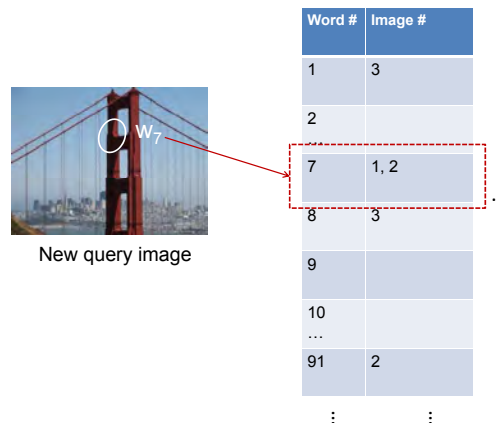 Word # Image #
1 3
2
...
7 1, 2
8 3
9
10
...
91 2
⋮ ⋮
W7
New query image
.